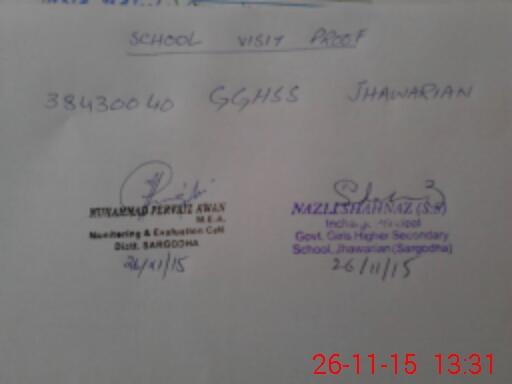 SCHOOL VISIT PROOF
38430040 GGHSS JHAWARIAN
MUHAMMAD PERVAIZ AWAN
M.E.A.
Monitoring & Evaluation Cell
Distt. SARGODHA
26/11/15
NAZLI SHAHNAZ (S.S)
Incharge Principal
Govt. Girls Higher Secondary
School, Jhawarian (Sargodha)
26/11/15
26-11-15 13:31